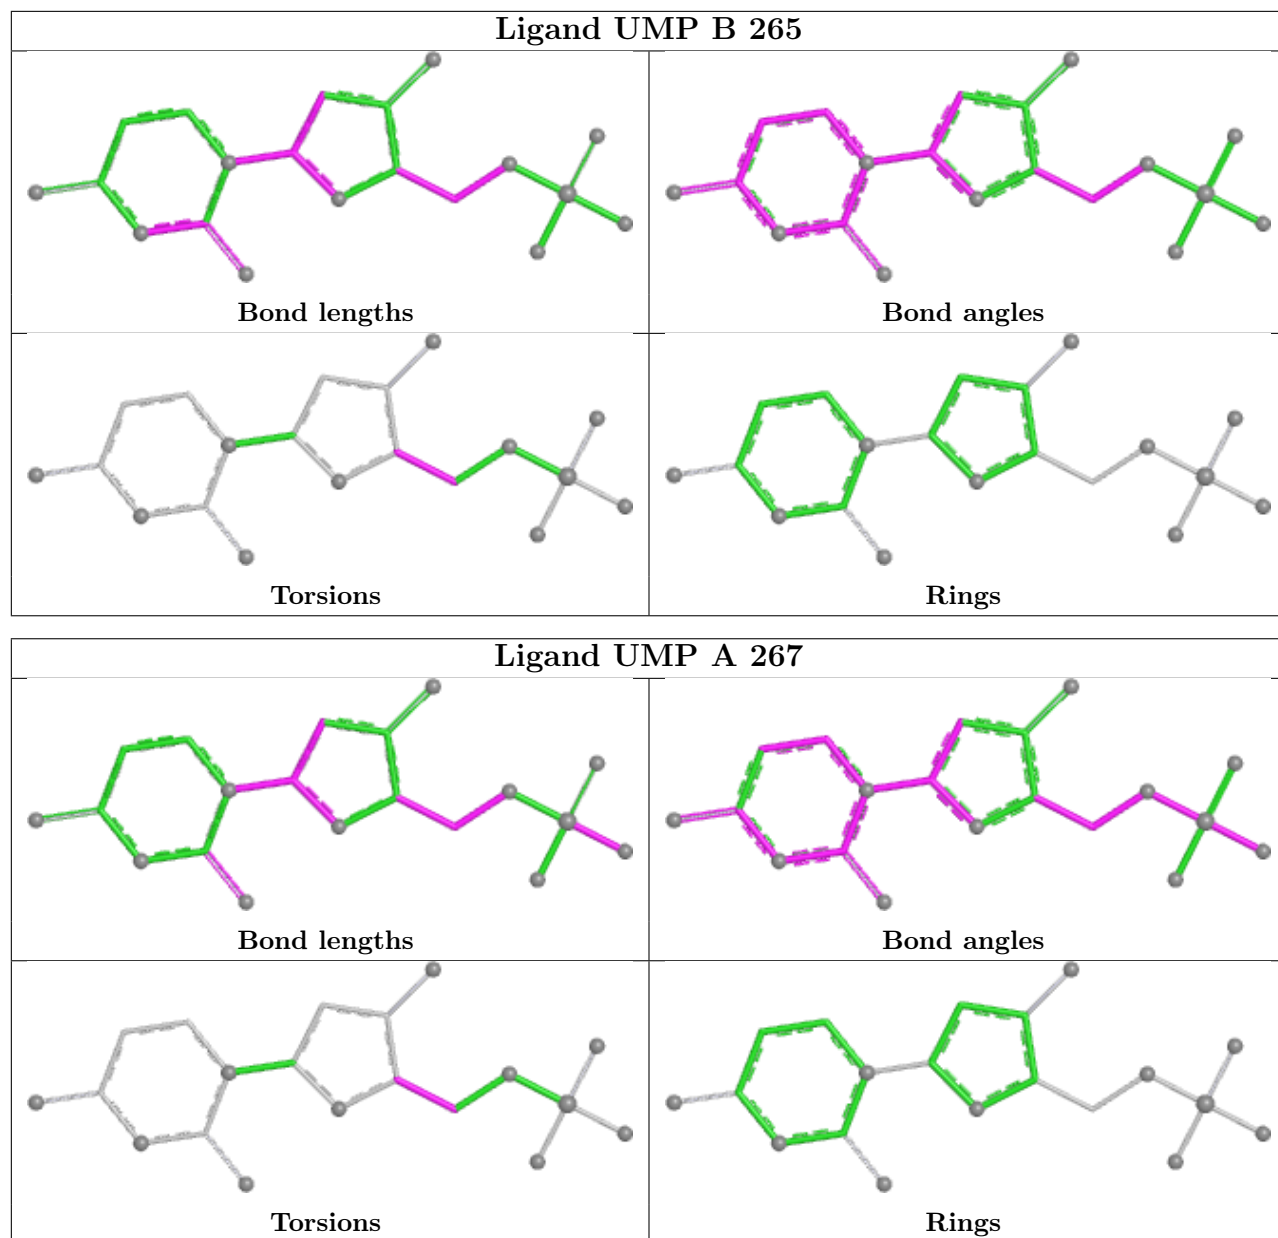 Ligand UMP B 265
Bond lengths
Bond angles
Torsions
Rings
Ligand UMP A 267
Bond lengths
Bond angles
Torsions
Rings